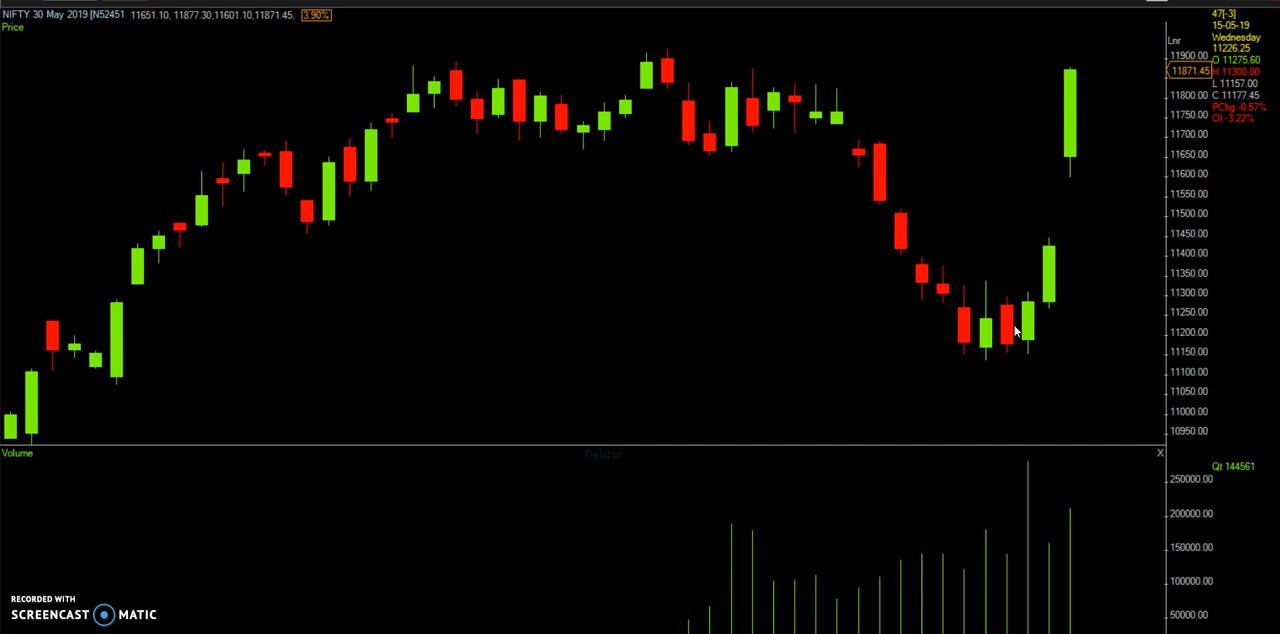 NIFTY 30 May 2019 [N52451 11651.10, 11877.30,11601.10,11871.45, 3.90%
Price
47[-3]
15-05-19
Wednesday
11226.25
O 11275.60
H 11300.00
L 11157.00
C 11177.45
PChg -0.57%
OI -3.22%
Lnr
11900.00
11871.45
11800.00
11750.00
11700.00
11650.00
11600.00
11550.00
11500.00
11450.00
11400.00
11350.00
11300.00
11250.00
11200.00
11150.00
11100.00
11050.00
11000.00
10950.00
Volume
Delstar
X
Qt 144561
250000.00
200000.00
150000.00
100000.00
50000.00
RECORDED WITH
SCREENCAST MATIC